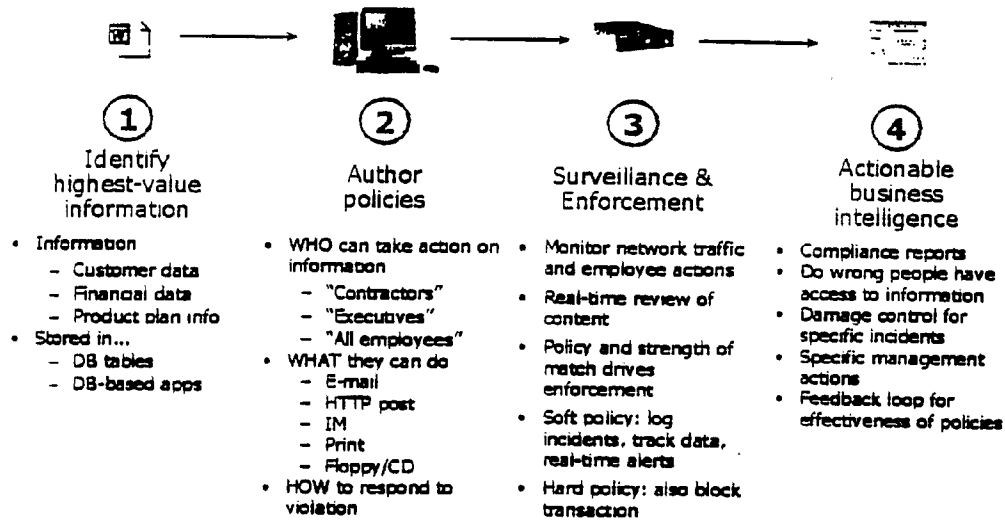 W
1
Identify
highest-value
information
• Information
– Customer data
– Financial data
– Product plan info
• Stored in...
– DB tables
– DB-based apps
2
Author
policies
• WHO can take action on
information
– "Contractors"
– "Executives"
– "All employees"
• WHAT they can do
– E-mail
– HTTP post
– IM
– Print
– Floppy/CD
• HOW to respond to
violation
3
Surveillance &
Enforcement
• Monitor network traffic
and employee actions
• Real-time review of
content
• Policy and strength of
match drives
enforcement
• Soft policy: log
incidents, track data,
real-time alerts
• Hard policy: also block
transaction
4
Actionable
business
intelligence
• Compliance reports
• Do wrong people have
access to information
• Damage control for
specific incidents
• Specific management
actions
• Feedback loop for
effectiveness of policies